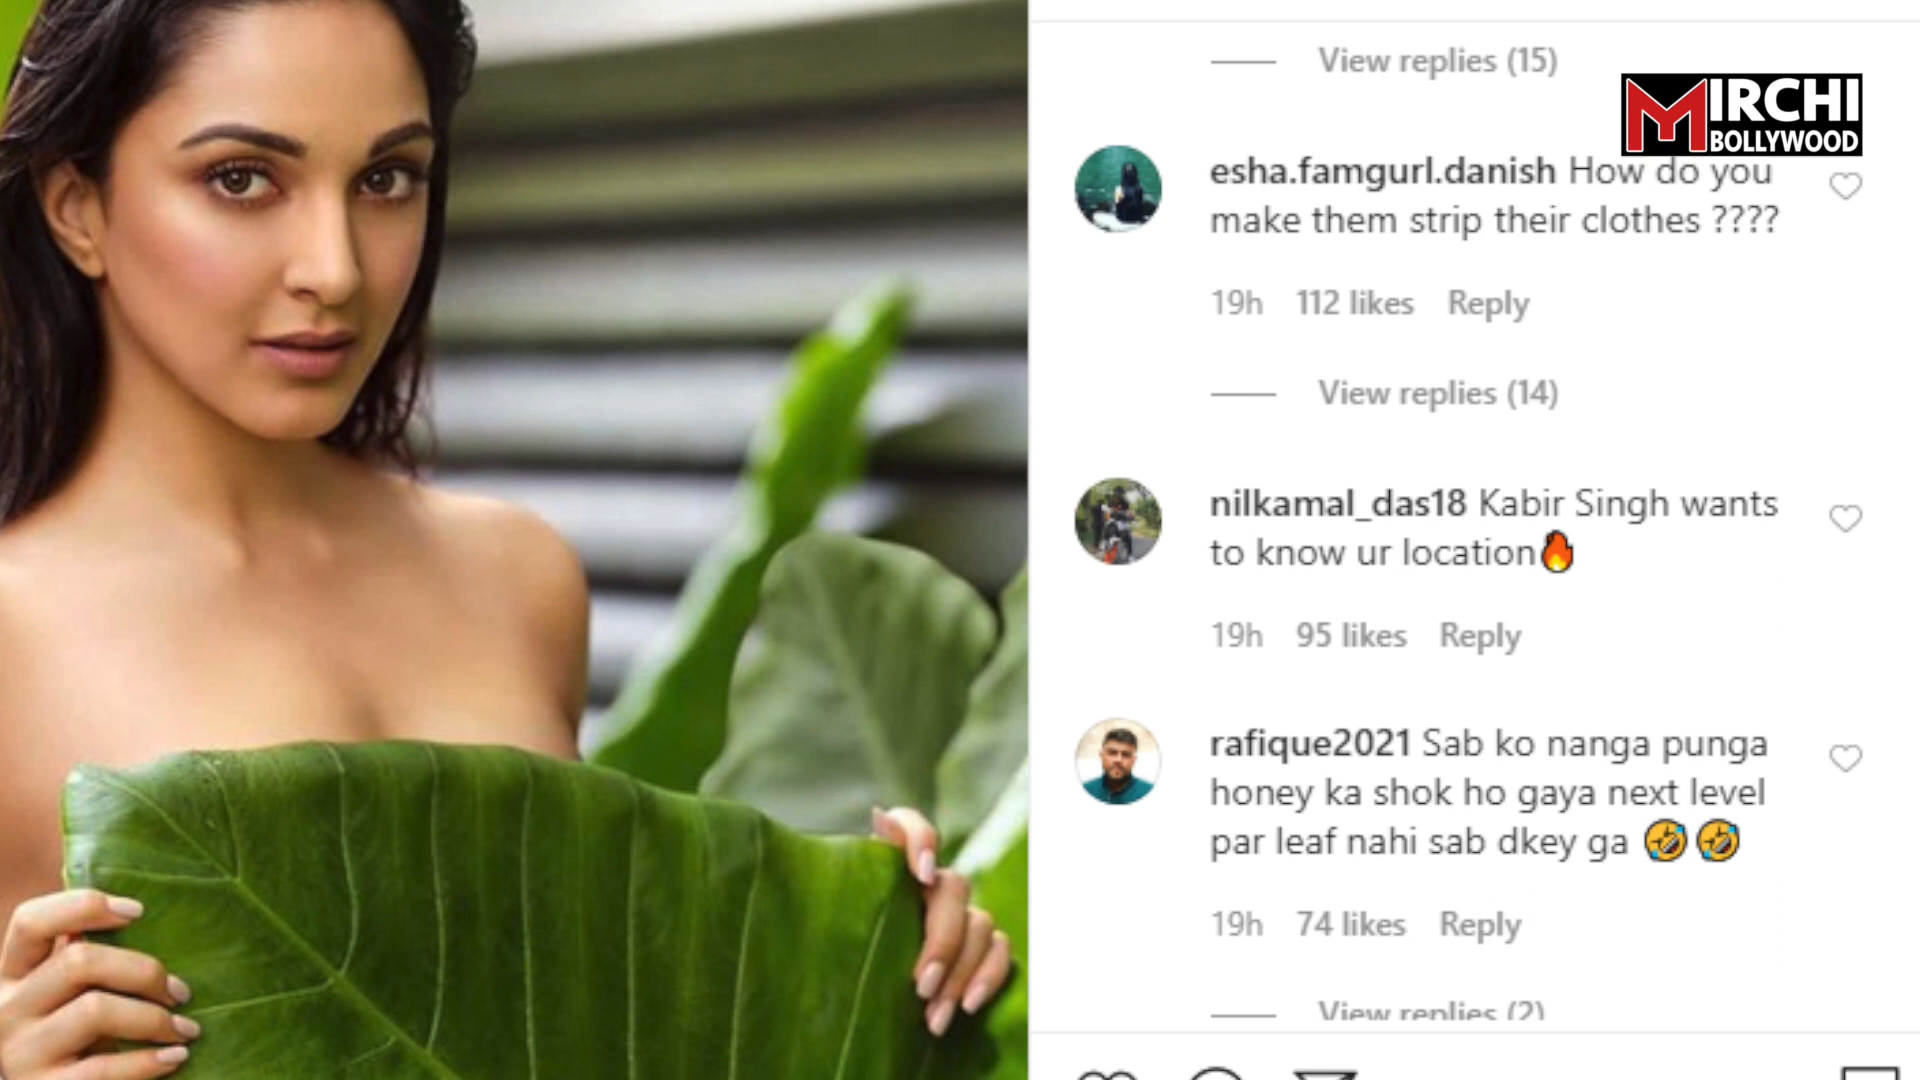 View replies (15)
MIRCHI
BOLLYWOOD
esha.famgurl.danish How do you
make them strip their clothes ????
19h 112 likes Reply
View replies (14)
nilkamal_das18 Kabir Singh wants
to know ur location🔥
19h 95 likes Reply
rafique2021 Sab ko nanga punga
honey ka shok ho gaya next level
par leaf nahi sab dkey ga 🤣🤣
19h 74 likes Reply
View replies (2)